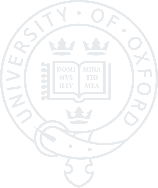 UNIVERSITY OF OXFORD
DOMI MINA
NVS TIO
ILLV MEA